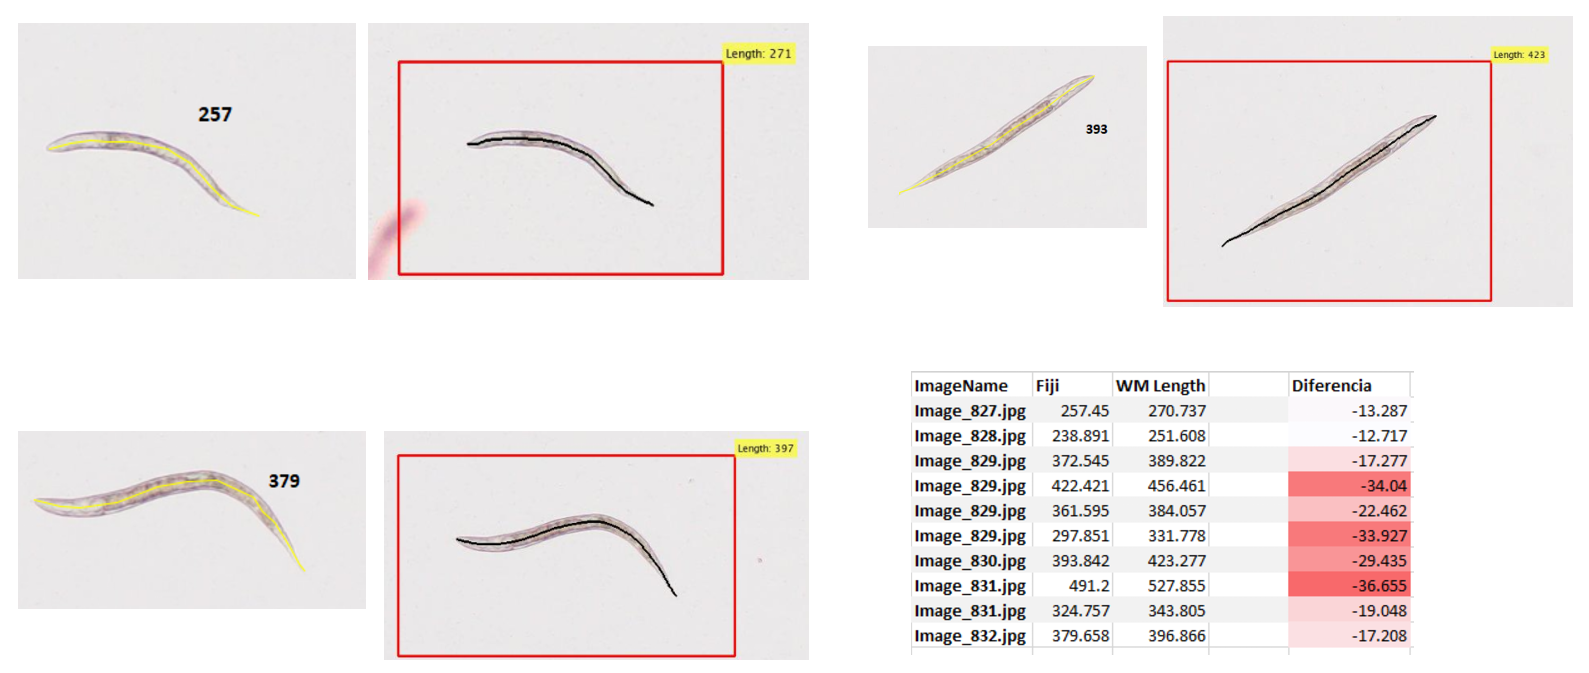 257
Length: 271
393
Length: 423
379
Length: 397
ImageName Fiji WM Length Diferencia
Image_827.jpg 257.45 270.737 -13.287
Image_828.jpg 238.891 251.608 -12.717
Image_829.jpg 372.545 389.822 -17.277
Image_829.jpg 422.421 456.461 -34.04
Image_829.jpg 361.595 384.057 -22.462
Image_829.jpg 297.851 331.778 -33.927
Image_830.jpg 393.842 423.277 -29.435
Image_831.jpg 491.2 527.855 -36.655
Image_831.jpg 324.757 343.805 -19.048
Image_832.jpg 379.658 396.866 -17.208